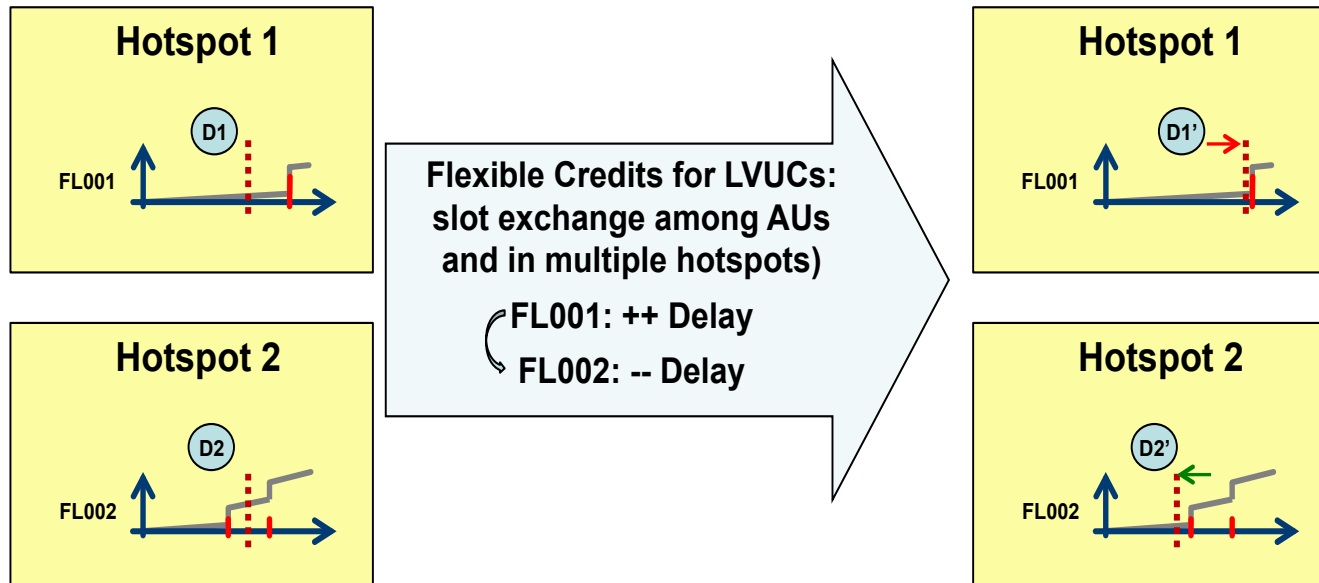 Hotspot 1
D1
FL001
Hotspot 2
D2
FL002
Flexible Credits for LVUCs:
slot exchange among AUs
and in multiple hotspots)
FL001: ++ Delay
FL002: -- Delay
Hotspot 1
D1’
FL001
Hotspot 2
D2’
FL002